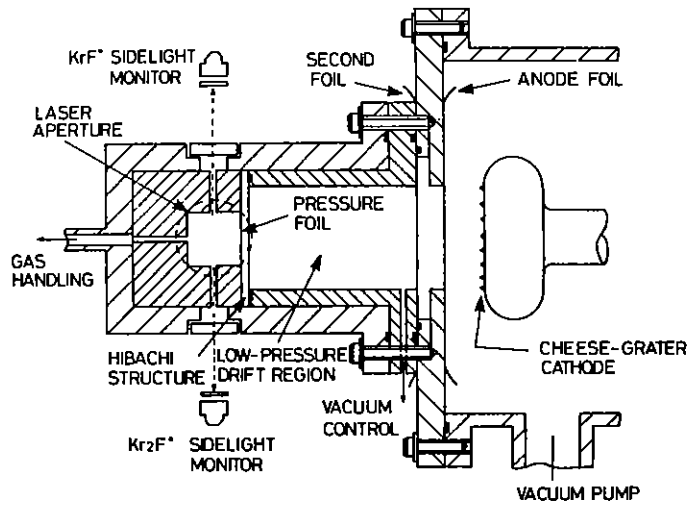 KrF* SIDELIGHT
MONITOR
LASER
APERTURE
SECOND
FOIL
ANODE FOIL
PRESSURE
FOIL
GAS
HANDLING
HIBACHI
STRUCTURE
LOW-PRESSURE
DRIFT REGION
CHEESE-GRATER
CATHODE
VACUUM
CONTROL
Kr₂F* SIDELIGHT
MONITOR
VACUUM PUMP